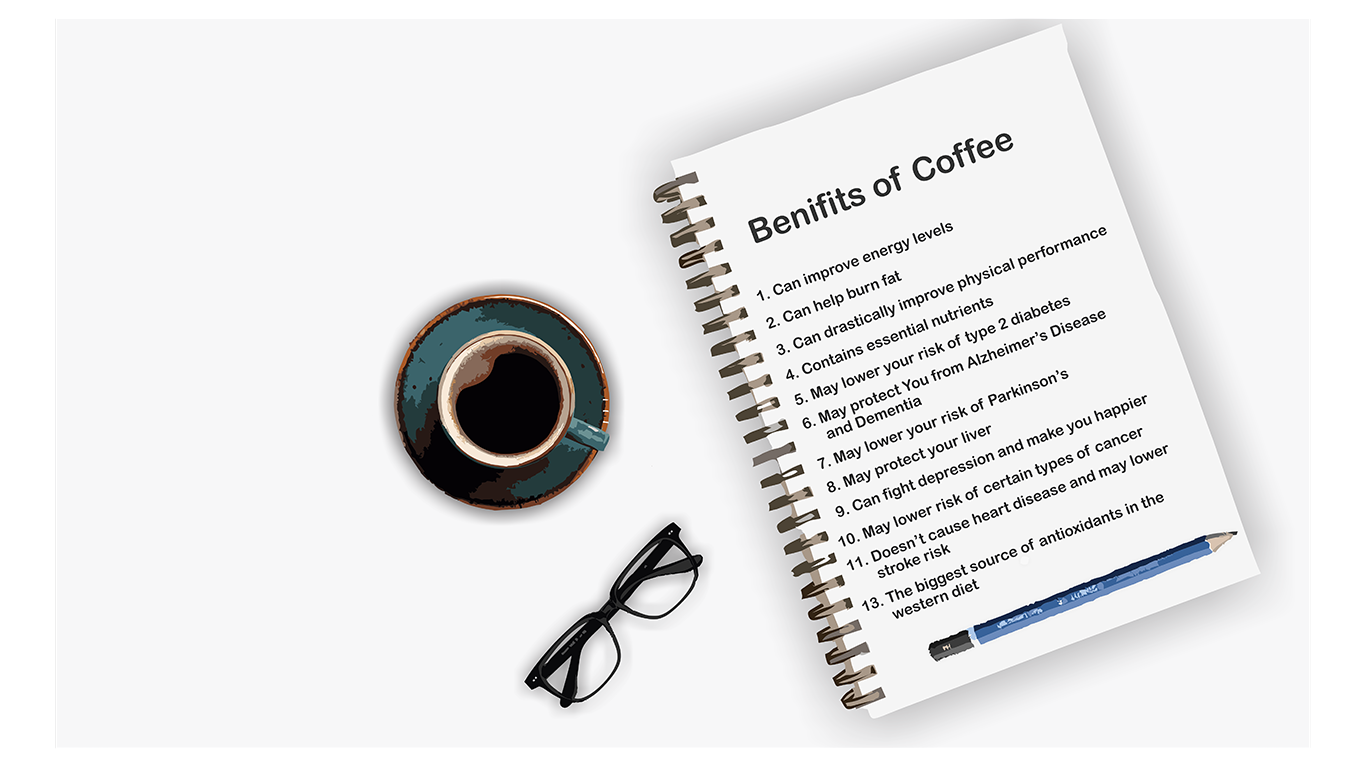 Benifits of Coffee
1. Can improve energy levels
2. Can help burn fat
3. Can drastically improve physical performance
4. Contains essential nutrients
5. May lower your risk of type 2 diabetes
6. May protect You from Alzheimer's Disease
and Dementia
7. May lower your risk of Parkinson's
8. May protect your liver
9. Can fight depression and make you happier
10. May lower risk of certain types of cancer
11. Doesn't cause heart disease and may lower
stroke risk
13. The biggest source of antioxidants in the
western diet